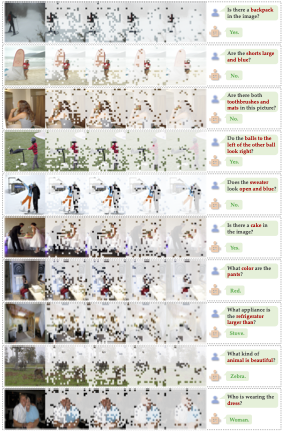 Is there a backpack
in the image?
Yes.
Are the shorts large
and blue?
No.
Are there both
toothbrushes and
mats in this picture?
No.
Do the balls to the
left of the other ball
look right?
Yes.
Does the sweater
look open and blue?
No.
Is there a cake in
the image?
Yes.
What color are the
pants?
Red.
What appliance is
the refrigerator
larger than?
Stove.
What kind of
animal is beautiful?
Zebra.
Who is wearing the
dress?
Woman.